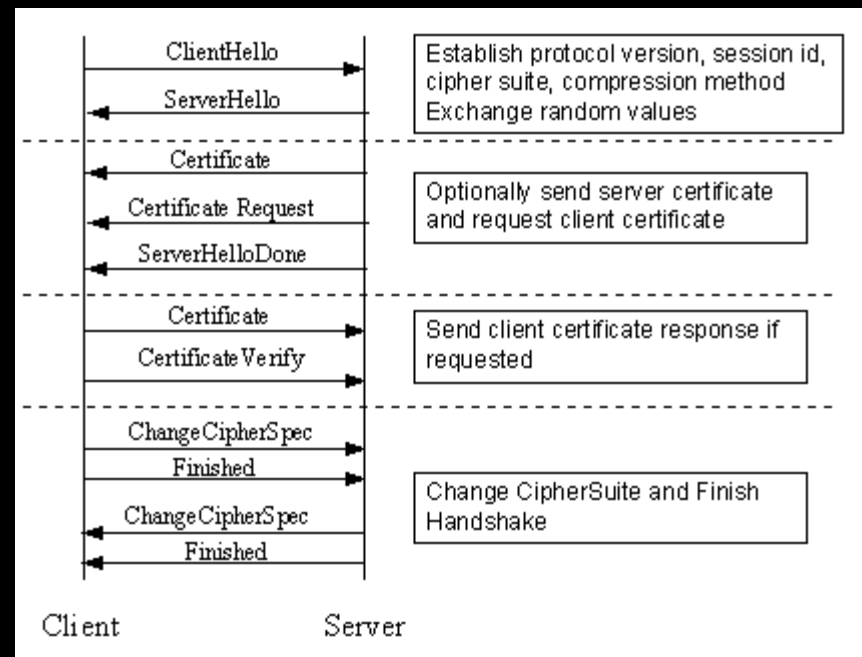 ClientHello
ServerHello
Establish protocol version, session id,
cipher suite, compression method
Exchange random values
Certificate
Certificate Request
ServerHelloDone
Optionally send server certificate
and request client certificate
Certificate
CertificateVerify
Send client certificate response if
requested
ChangeCipherSpec
Finished
ChangeCipherSpec
Finished
Change CipherSuite and Finish
Handshake
Client
Server